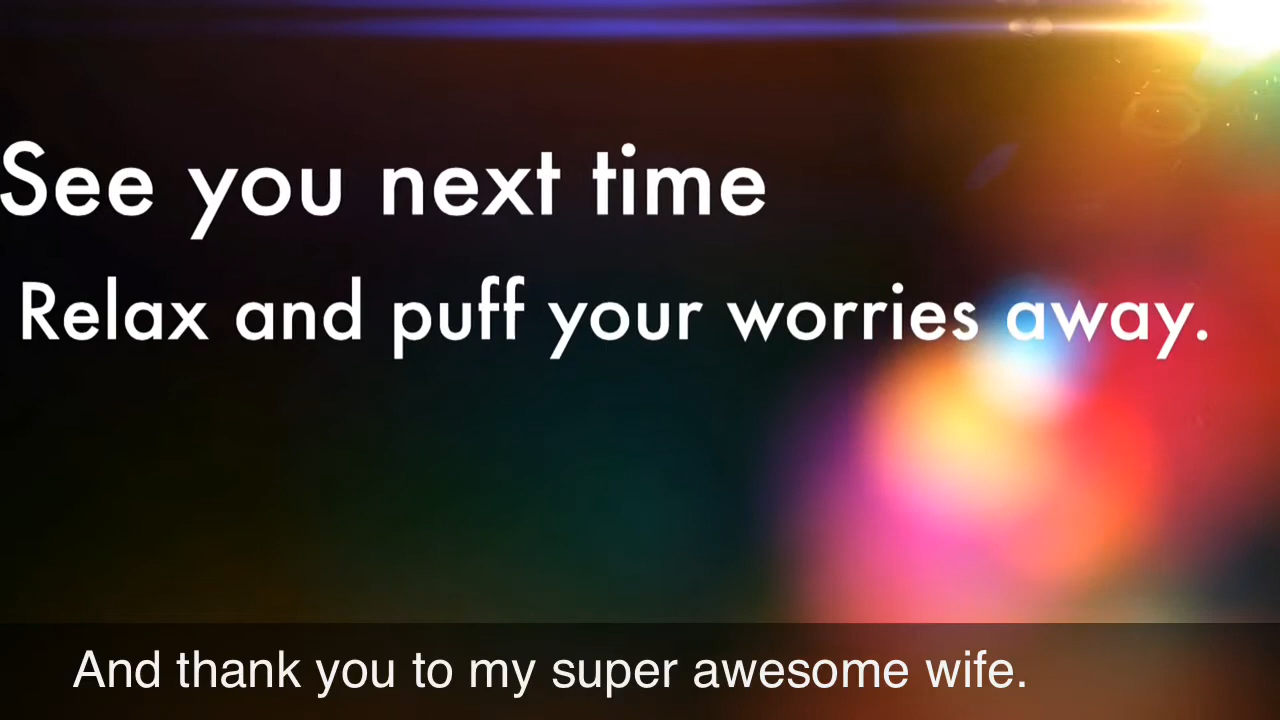 See you next time
Relax and puff your worries away.
And thank you to my super awesome wife.